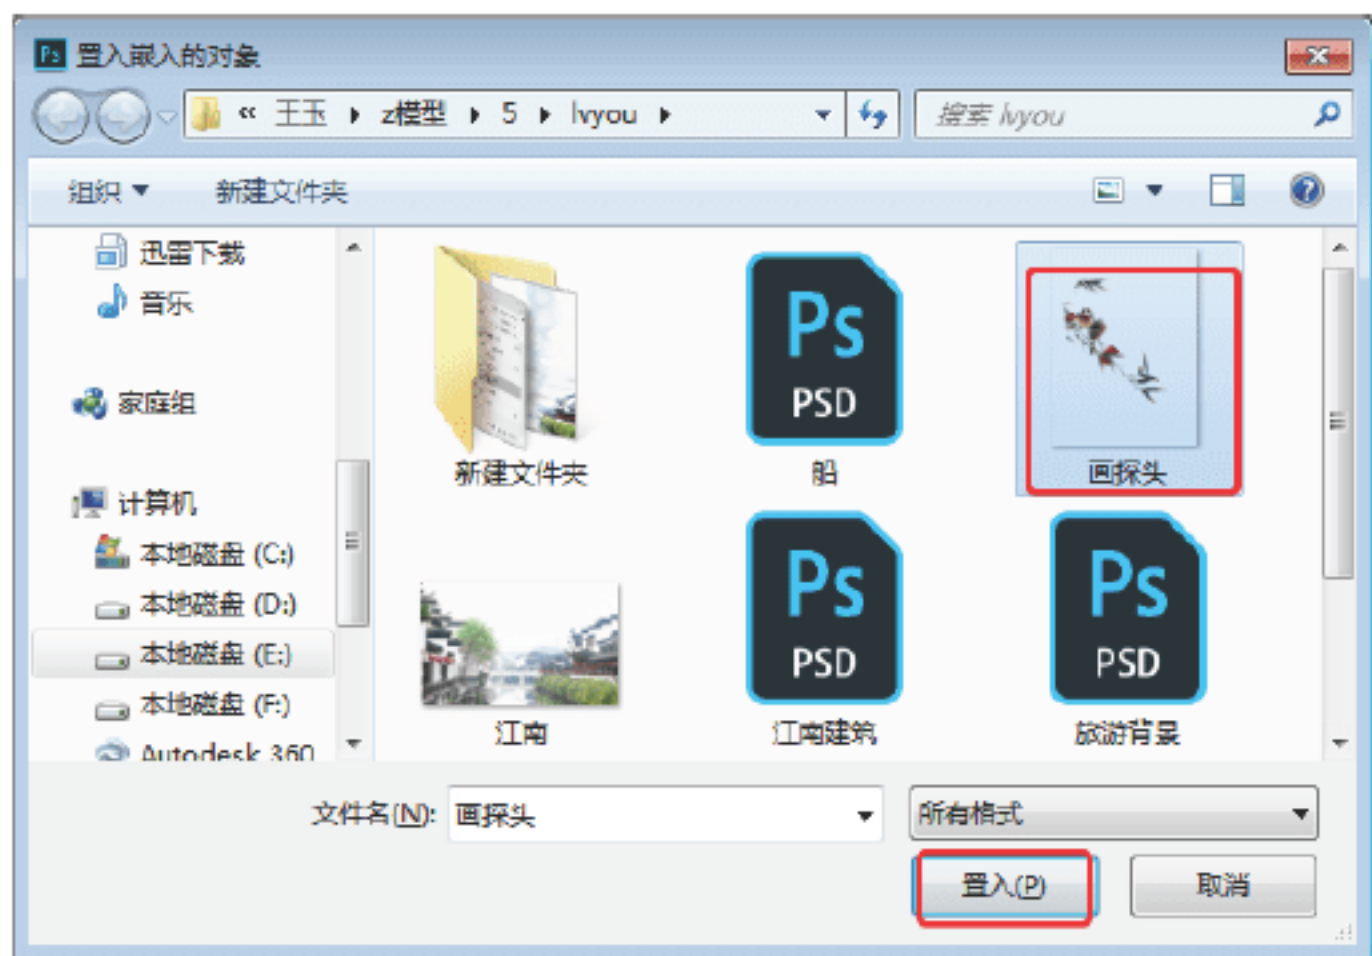 Ps 置入嵌入的对象
« 王玉 ▸ z模型 ▸ 5 ▸ lvyou ▸ 搜索 lvyou
组织 ▼ 新建文件夹
迅雷下载
音乐
家庭组
计算机
本地磁盘 (C:)
本地磁盘 (D:)
本地磁盘 (E:)
本地磁盘 (F:)
Autodesk 360
Ps
PSD
新建文件夹 船 画探头
Ps Ps
PSD PSD
江南 江南建筑 旅游背景
文件名(N): 画探头 所有格式
置入(P) 取消